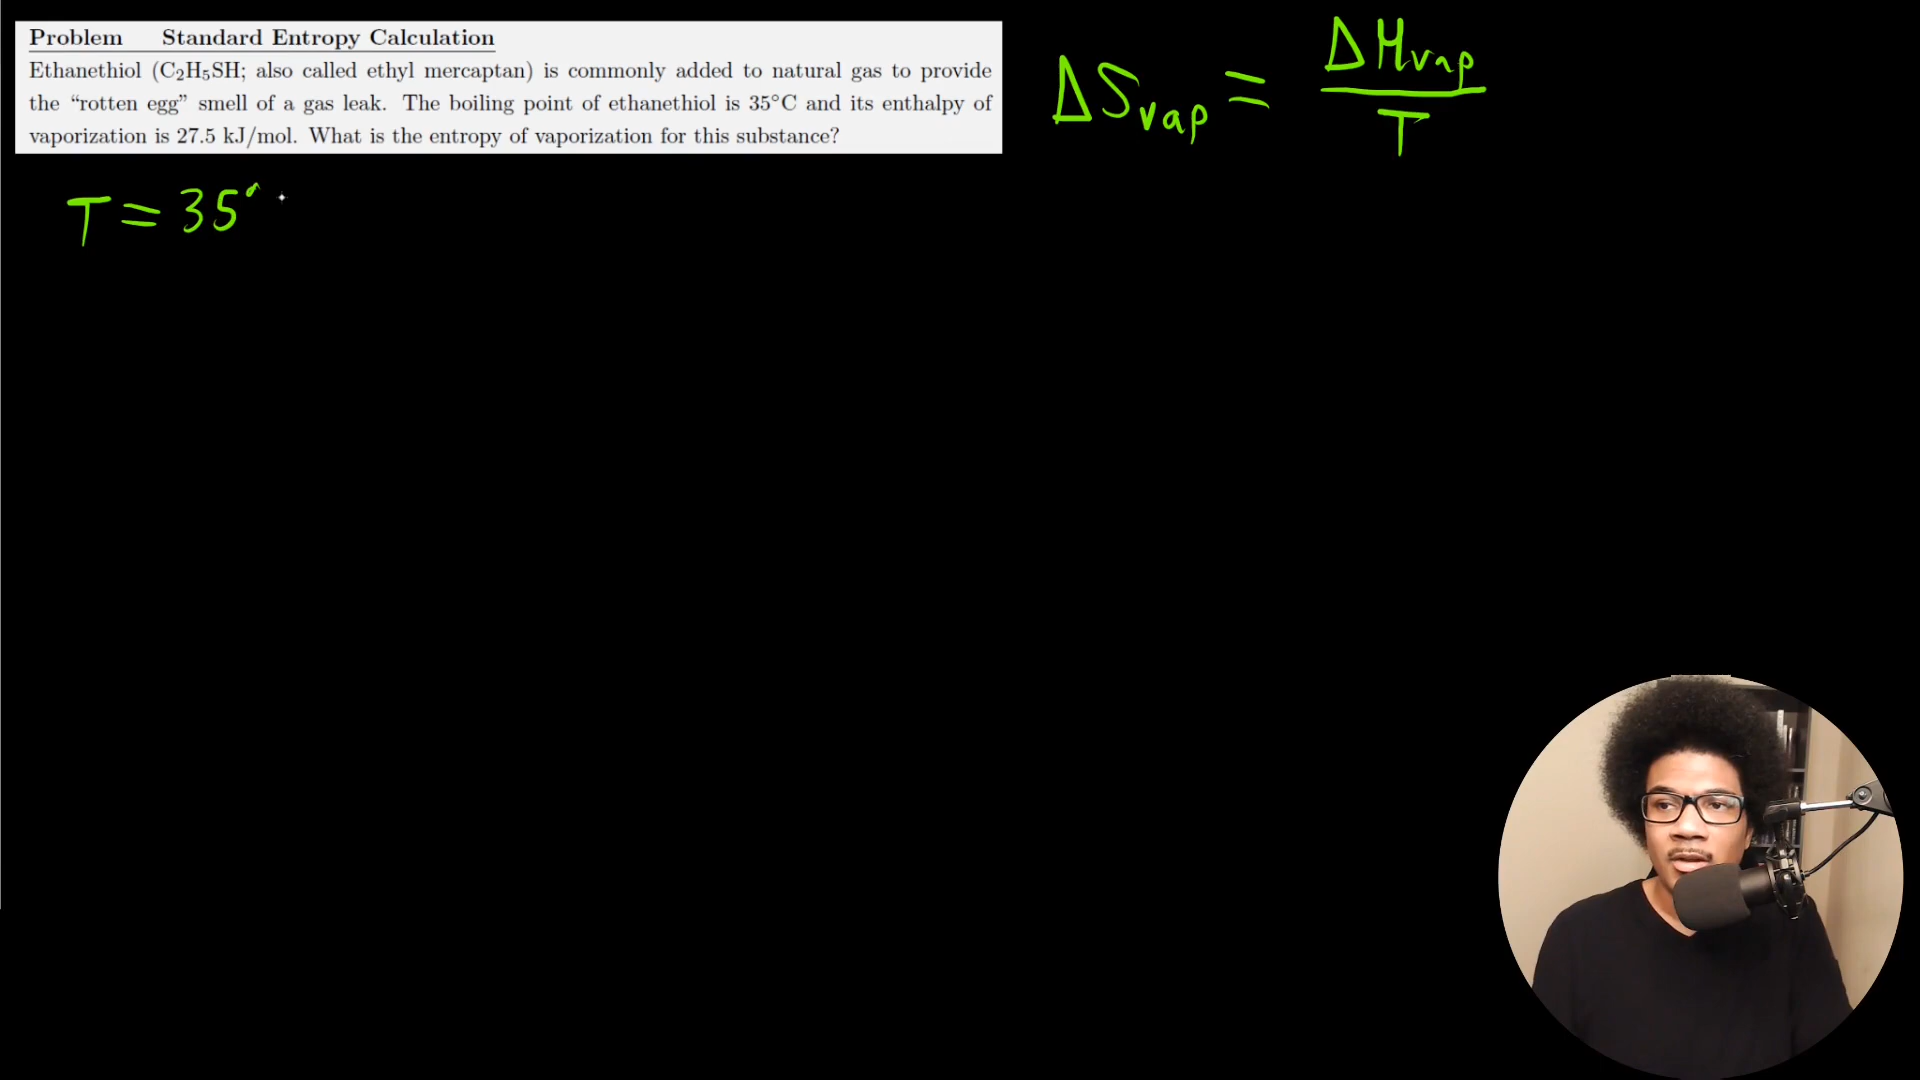 Problem Standard Entropy Calculation
Ethanethiol (C₂H₅SH; also called ethyl mercaptan) is commonly added to natural gas to provide
the “rotten egg” smell of a gas leak. The boiling point of ethanethiol is 35°C and its enthalpy of
vaporization is 27.5 kJ/mol. What is the entropy of vaporization for this substance?
ΔSvap = ΔHvap / T
T = 35°